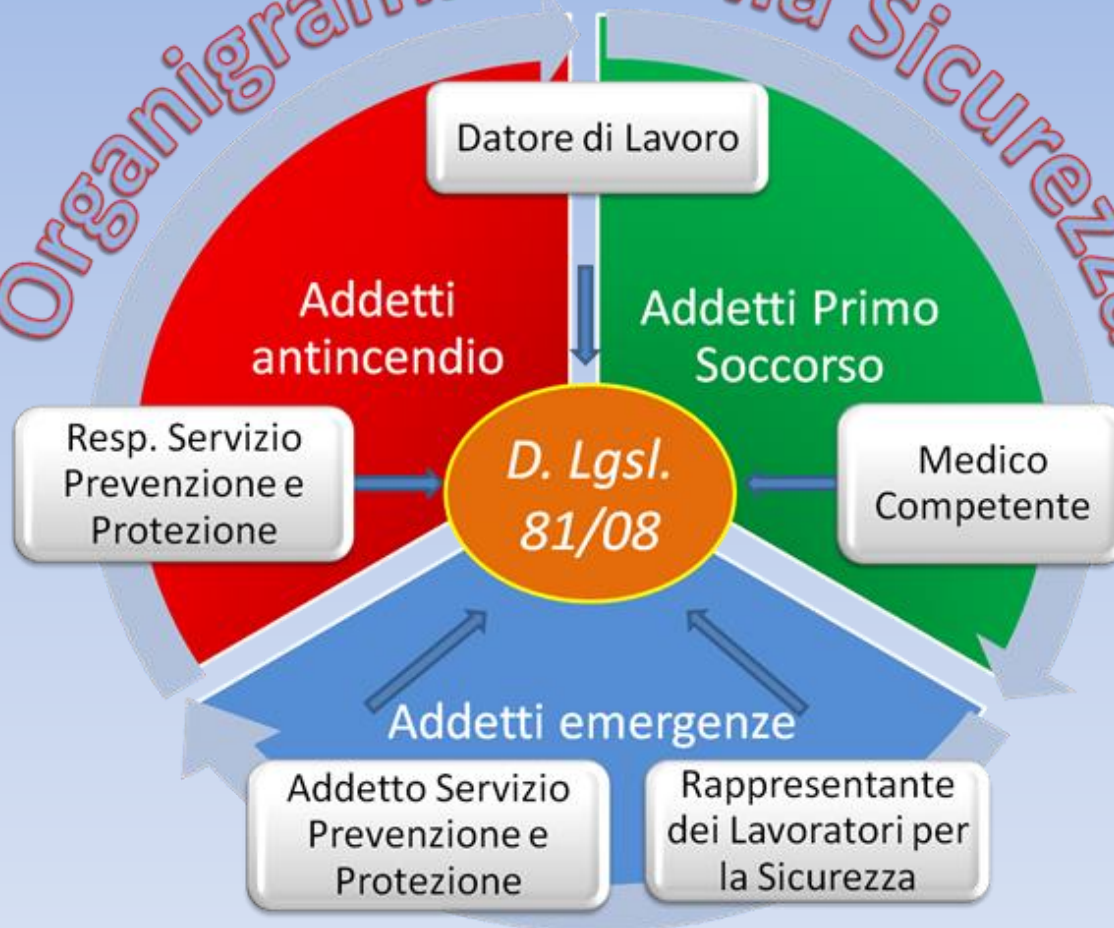 Organigram Sicurezza
Datore di Lavoro
Addetti
antincendio
Addetti Primo
Soccorso
Resp. Servizio
Prevenzione e
Protezione
D. Lgsl.
81/08
Medico
Competente
Addetti emergenze
Addetto Servizio
Prevenzione e
Protezione
Rappresentante
dei Lavoratori per
la Sicurezza